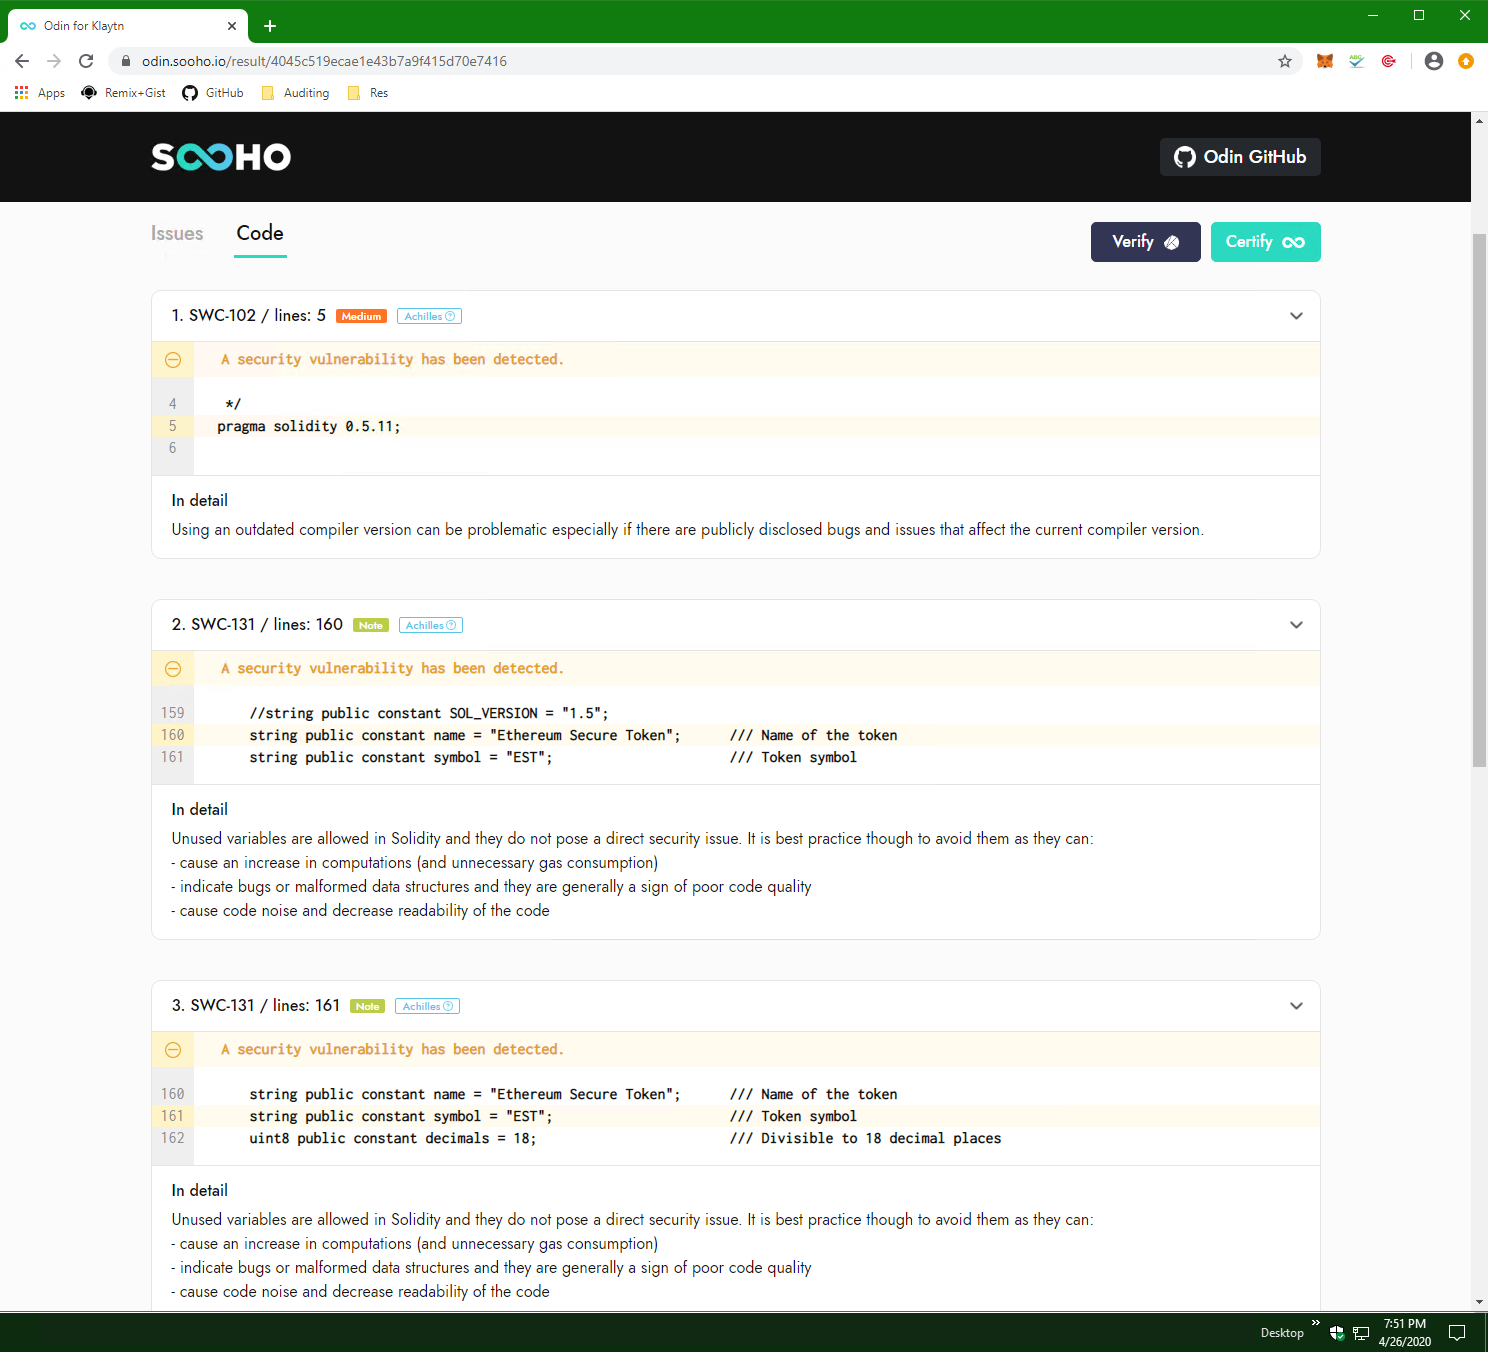 Odin for Klaytn
odin.sooho.io/result/4045c519ecae1e43b7a9f415d70e7416
ABC
Apps Remix+Gist GitHub Auditing Res
SOOHO
Odin GitHub
Issues Code
Verify Certify
1. SWC-102 / lines: 5 Medium Achilles ?
A security vulnerability has been detected.
4 */
5 pragma solidity 0.5.11;
6
In detail
Using an outdated compiler version can be problematic especially if there are publicly disclosed bugs and issues that affect the current compiler version.
2. SWC-131 / lines: 160 Note Achilles ?
A security vulnerability has been detected.
159 //string public constant SOL_VERSION = "1.5";
160 string public constant name = "Ethereum Secure Token"; /// Name of the token
161 string public constant symbol = "EST"; /// Token symbol
In detail
Unused variables are allowed in Solidity and they do not pose a direct security issue. It is best practice though to avoid them as they can:
- cause an increase in computations (and unnecessary gas consumption)
- indicate bugs or malformed data structures and they are generally a sign of poor code quality
- cause code noise and decrease readability of the code
3. SWC-131 / lines: 161 Note Achilles ?
A security vulnerability has been detected.
160 string public constant name = "Ethereum Secure Token"; /// Name of the token
161 string public constant symbol = "EST"; /// Token symbol
162 uint8 public constant decimals = 18; /// Divisible to 18 decimal places
In detail
Unused variables are allowed in Solidity and they do not pose a direct security issue. It is best practice though to avoid them as they can:
- cause an increase in computations (and unnecessary gas consumption)
- indicate bugs or malformed data structures and they are generally a sign of poor code quality
- cause code noise and decrease readability of the code
Desktop
7:51 PM
4/26/2020